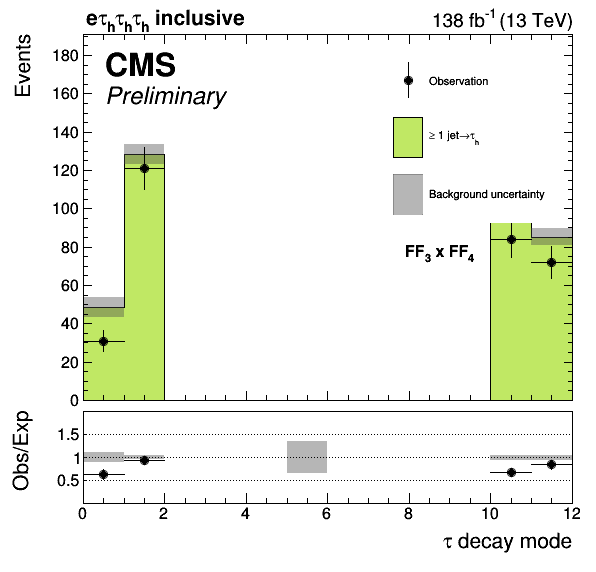 eτhτhτh inclusive 138 fb⁻¹ (13 TeV)
Events
CMS
Preliminary
Observation
≥ 1 jet→τh
Background uncertainty
FF₃ x FF₄
180
160
140
120
100
80
60
40
20
0
Obs/Exp
1.5
1
0.5
0 2 4 6 8 10 12
τ decay mode